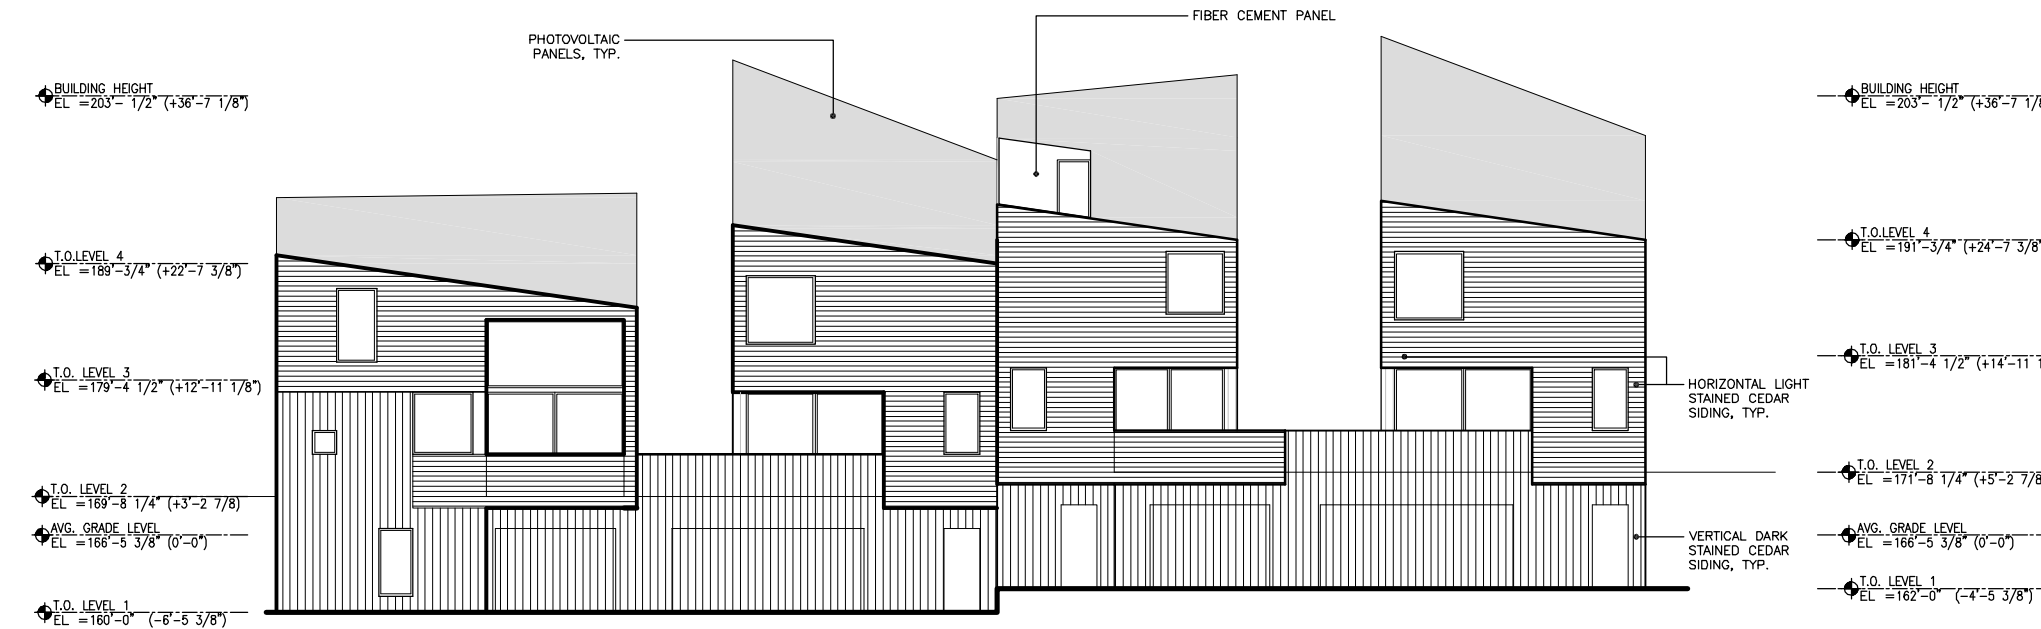 FIBER CEMENT PANEL
PHOTOVOLTAIC
PANELS, TYP.
BUILDING HEIGHT
EL =203'- 1/2" (+36'-7 1/8")
T.O.LEVEL 4
EL =189'-3/4" (+22'-7 3/8")
T.O. LEVEL 3
EL =179'-4 1/2" (+12'-11 1/8")
T.O. LEVEL 2
EL =169'-8 1/4" (+3'-2 7/8)
AVG. GRADE LEVEL
EL =166'-5 3/8" (0'-0")
T.O. LEVEL 1
EL =160'-0" (-6'-5 3/8")
HORIZONTAL LIGHT
STAINED CEDAR
SIDING, TYP.
VERTICAL DARK
STAINED CEDAR
SIDING, TYP.
BUILDING HEIGHT
EL =203'- 1/2" (+36'-7 1/8
T.O.LEVEL 4
EL =191'-3/4" (+24'-7 3/8"
T.O. LEVEL 3
EL =181'-4 1/2" (+14'-11 1
T.O. LEVEL 2
EL =171'-8 1/4" (+5'-2 7/8
AVG. GRADE LEVEL
EL =166'-5 3/8" (0'-0")
T.O. LEVEL 1
EL =162'-0" (-4'-5 3/8")